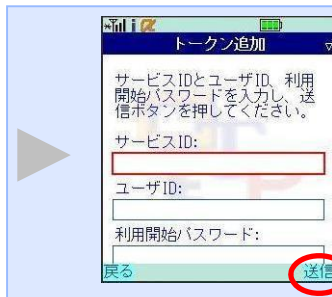 トークン追加
サービスIDとユーザID、利用
開始パスワードを入力し、送
信ボタンを押してください。
サービスID:
ユーザID:
利用開始パスワード:
戻る 送信